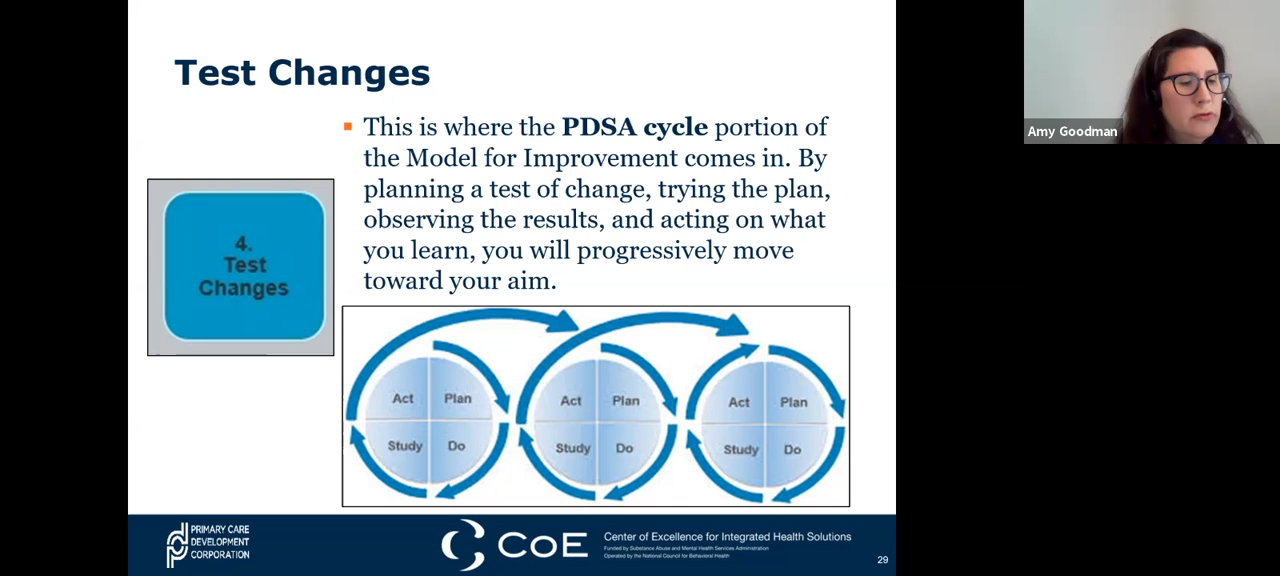 Test Changes
▪ This is where the PDSA cycle portion of
the Model for Improvement comes in. By
planning a test of change, trying the plan,
observing the results, and acting on what
you learn, you will progressively move
toward your aim.
4.
Test
Changes
Act Plan
Study Do
Act Plan
Study Do
Act Plan
Study Do
PRIMARY CARE
DEVELOPMENT
CORPORATION
CoE
Center of Excellence for Integrated Health Solutions
Funded by Substance Abuse and Mental Health Services Administration
Operated by the National Council for Behavioral Health
29
Amy Goodman